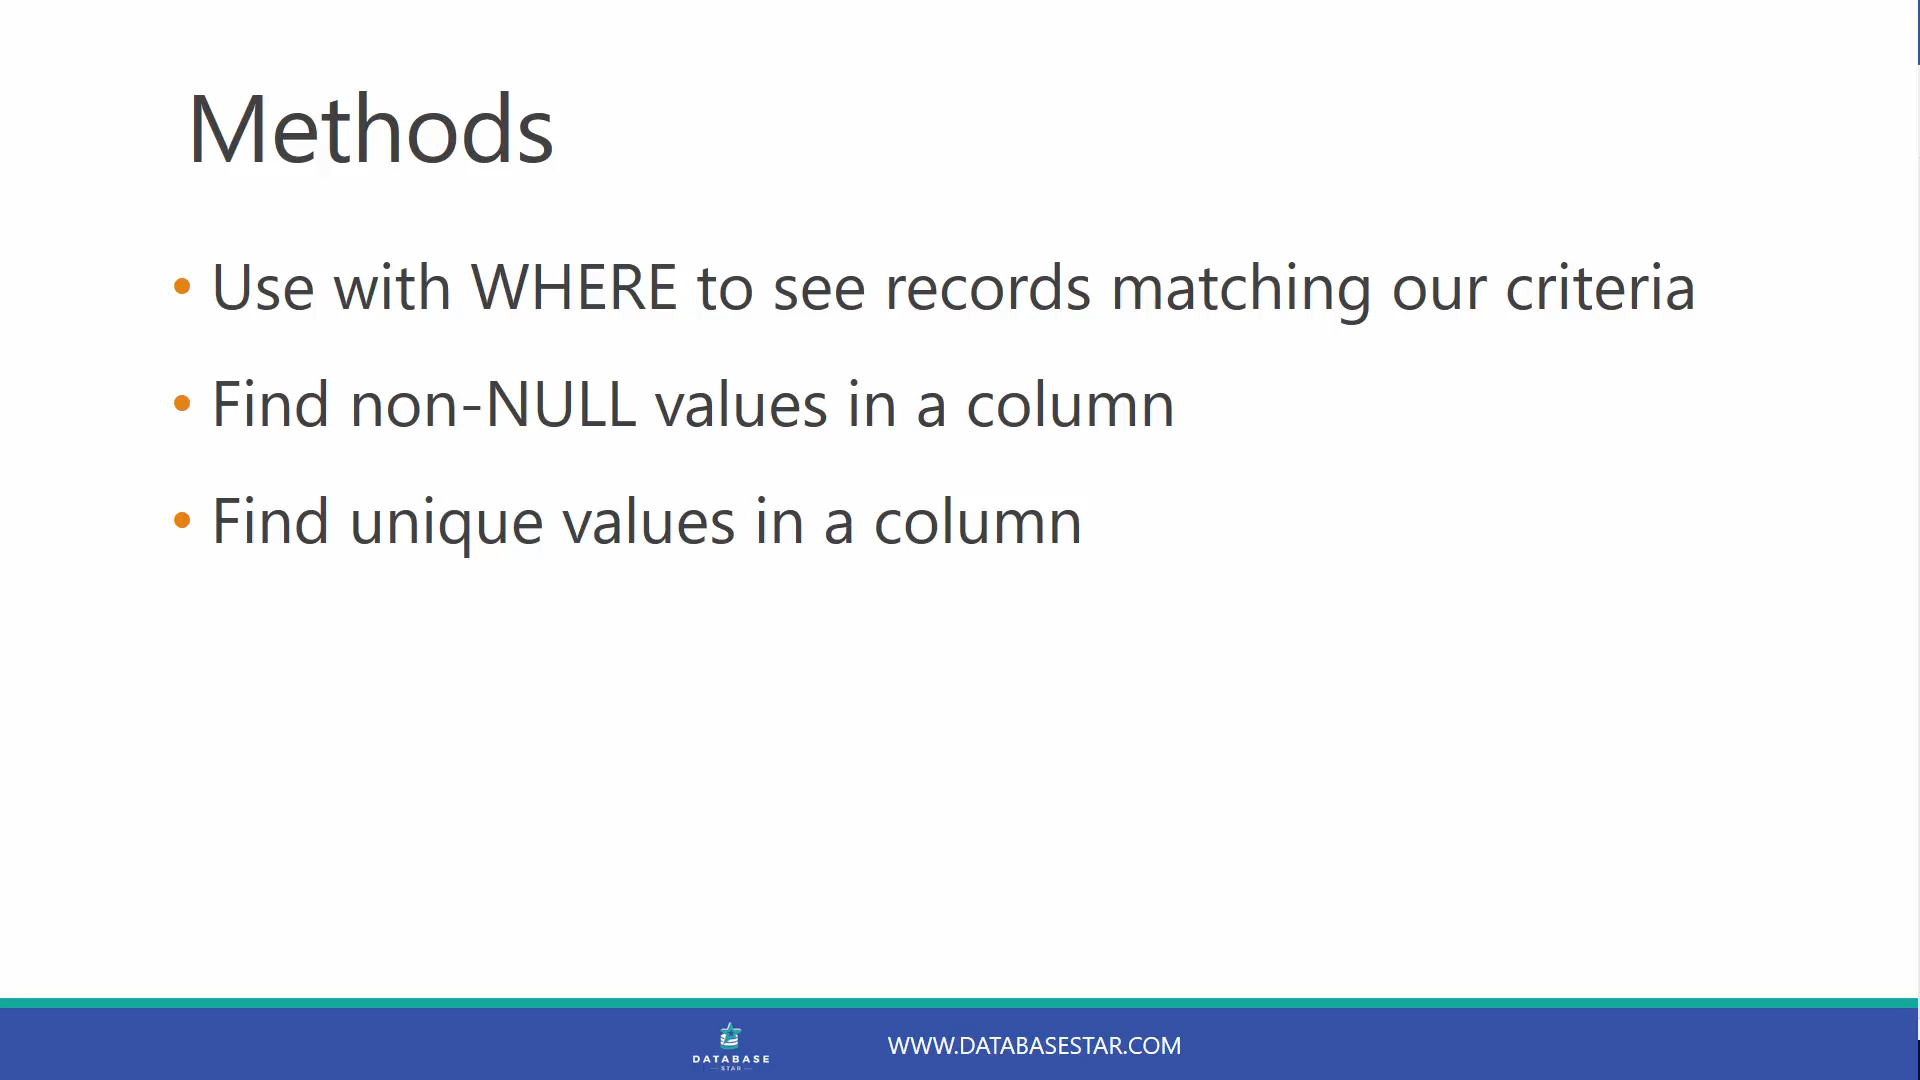 Methods
• Use with WHERE to see records matching our criteria
• Find non-NULL values in a column
• Find unique values in a column
DATABASE
STAR
WWW.DATABASESTAR.COM